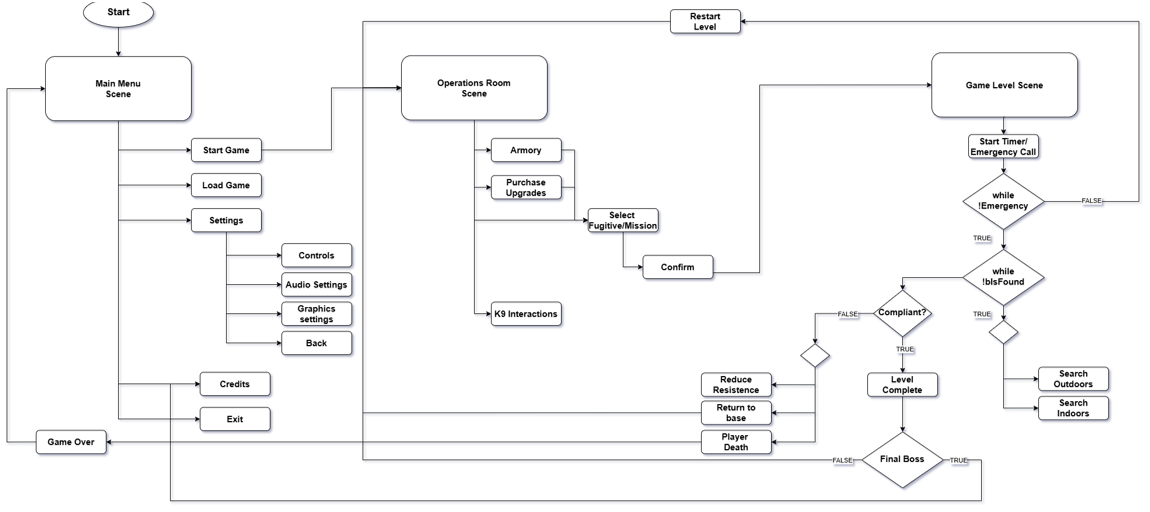 Start
Restart
Level
Main Menu
Scene
Operations Room
Scene
Game Level Scene
Start Game
Armory
Start Timer/
Emergency Call
Load Game
Purchase
Upgrades
while
!Emergency
FALSE
Settings
Select
Fugitive/Mission
TRUE
Controls
Confirm
while
!bIsFound
Audio Settings
Graphics
settings
K9 Interactions
FALSE
Compliant?
TRUE
Back
TRUE
Credits
Reduce
Resistence
Level
Complete
Search
Outdoors
Exit
Return to
base
Search
Indoors
Game Over
Player
Death
FALSE
Final Boss
TRUE